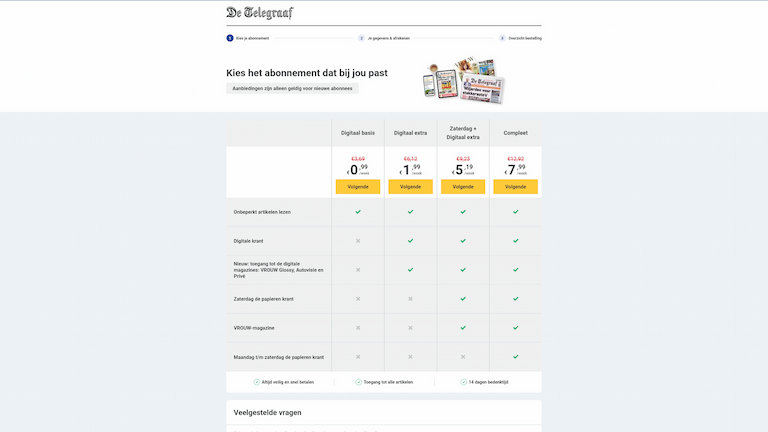 De Telegraaf
1 Kies je abonnement
2 Je gegevens & afrekenen
3 Overzicht bestelling
Kies het abonnement dat bij jou past
Aanbiedingen zijn alleen geldig voor nieuwe abonnees
Digitaal basis
Digitaal extra
Zaterdag +
Digitaal extra
Compleet
€3,69
€ 0,99 /week
Volgende
€6,12
€ 1,99 /week
Volgende
€9,23
€ 5,19 /week
Volgende
€12,92
€ 7,99 /week
Volgende
Onbeperkt artikelen lezen
Digitale krant
Nieuw: toegang tot de digitale
magazines: VROUW Glossy, Autovisie en
Privé
Zaterdag de papieren krant
VROUW-magazine
Maandag t/m zaterdag de papieren krant
Altijd veilig en snel betalen
Toegang tot alle artikelen
14 dagen bedenktijd
Veelgestelde vragen